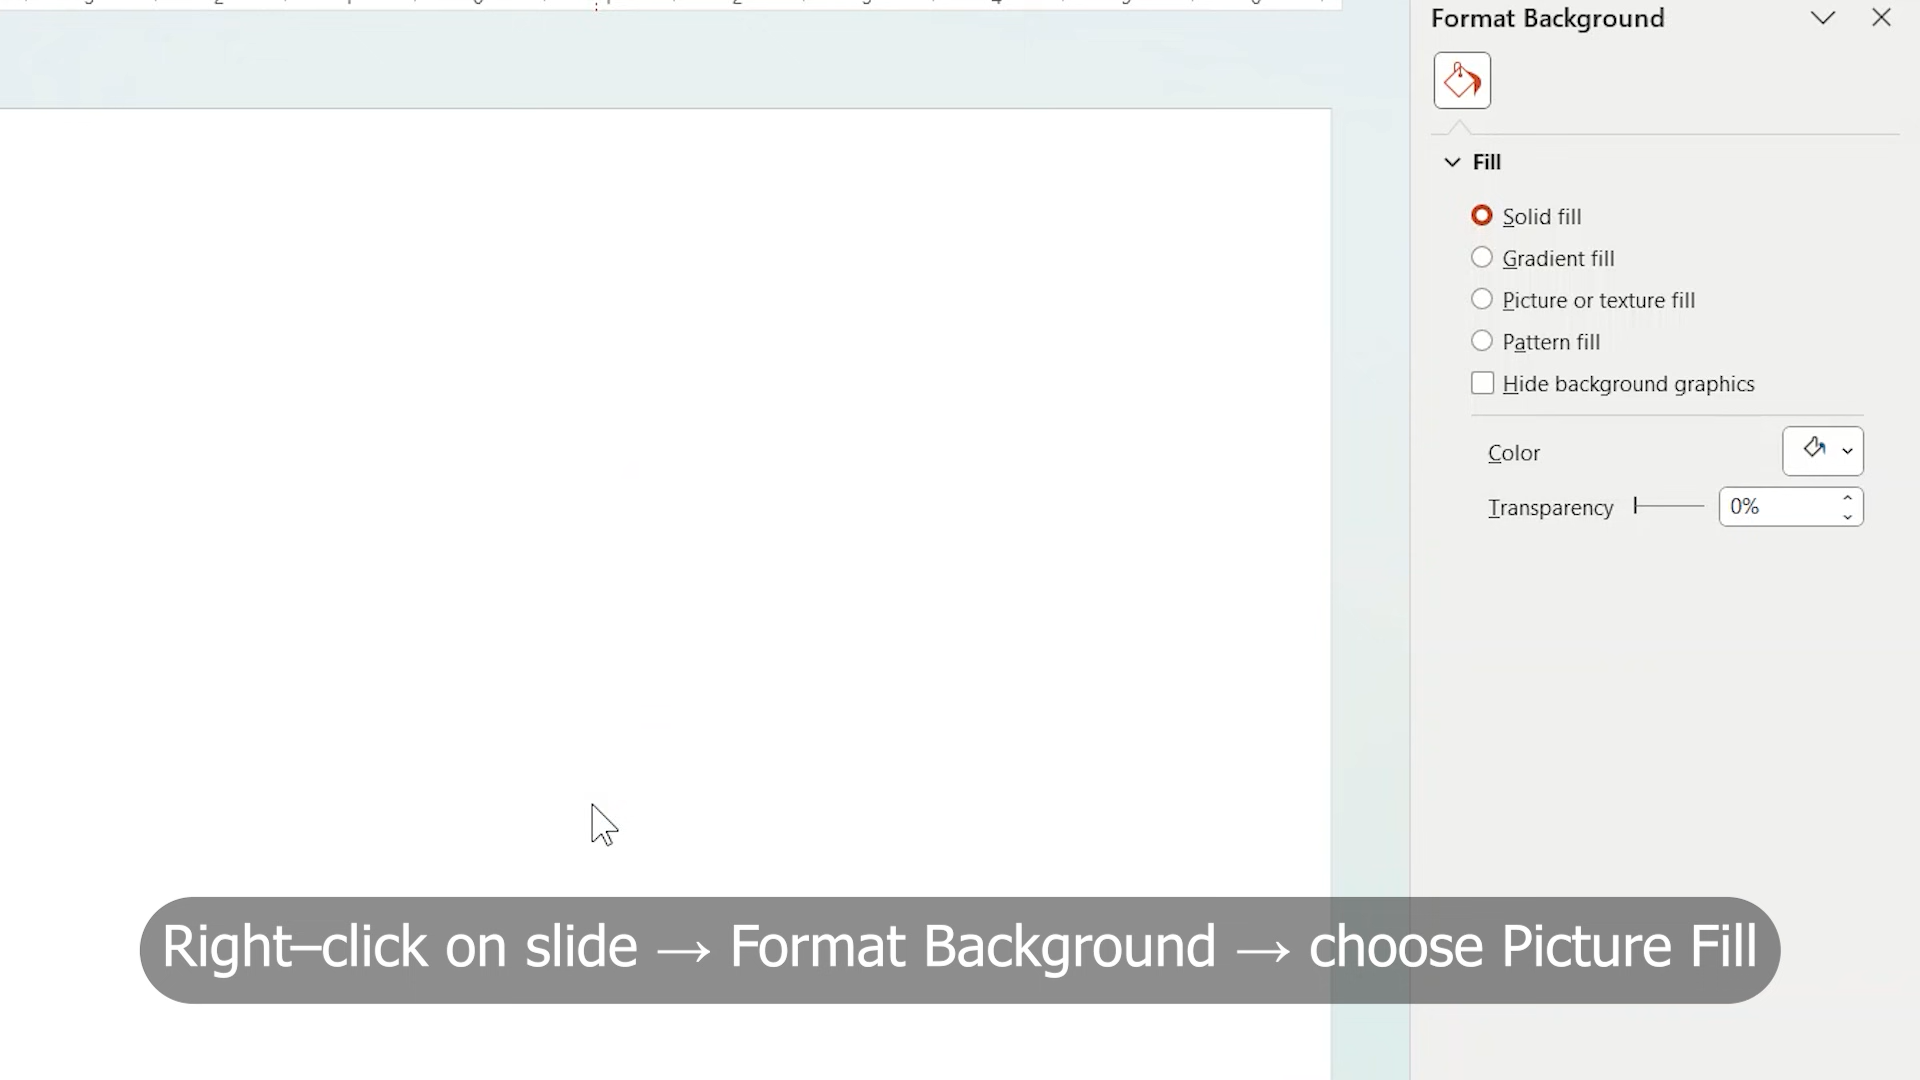 Format Background
Fill
Solid fill
Gradient fill
Picture or texture fill
Pattern fill
Hide background graphics
Color
Transparency 0%
Right–click on slide → Format Background → choose Picture Fill